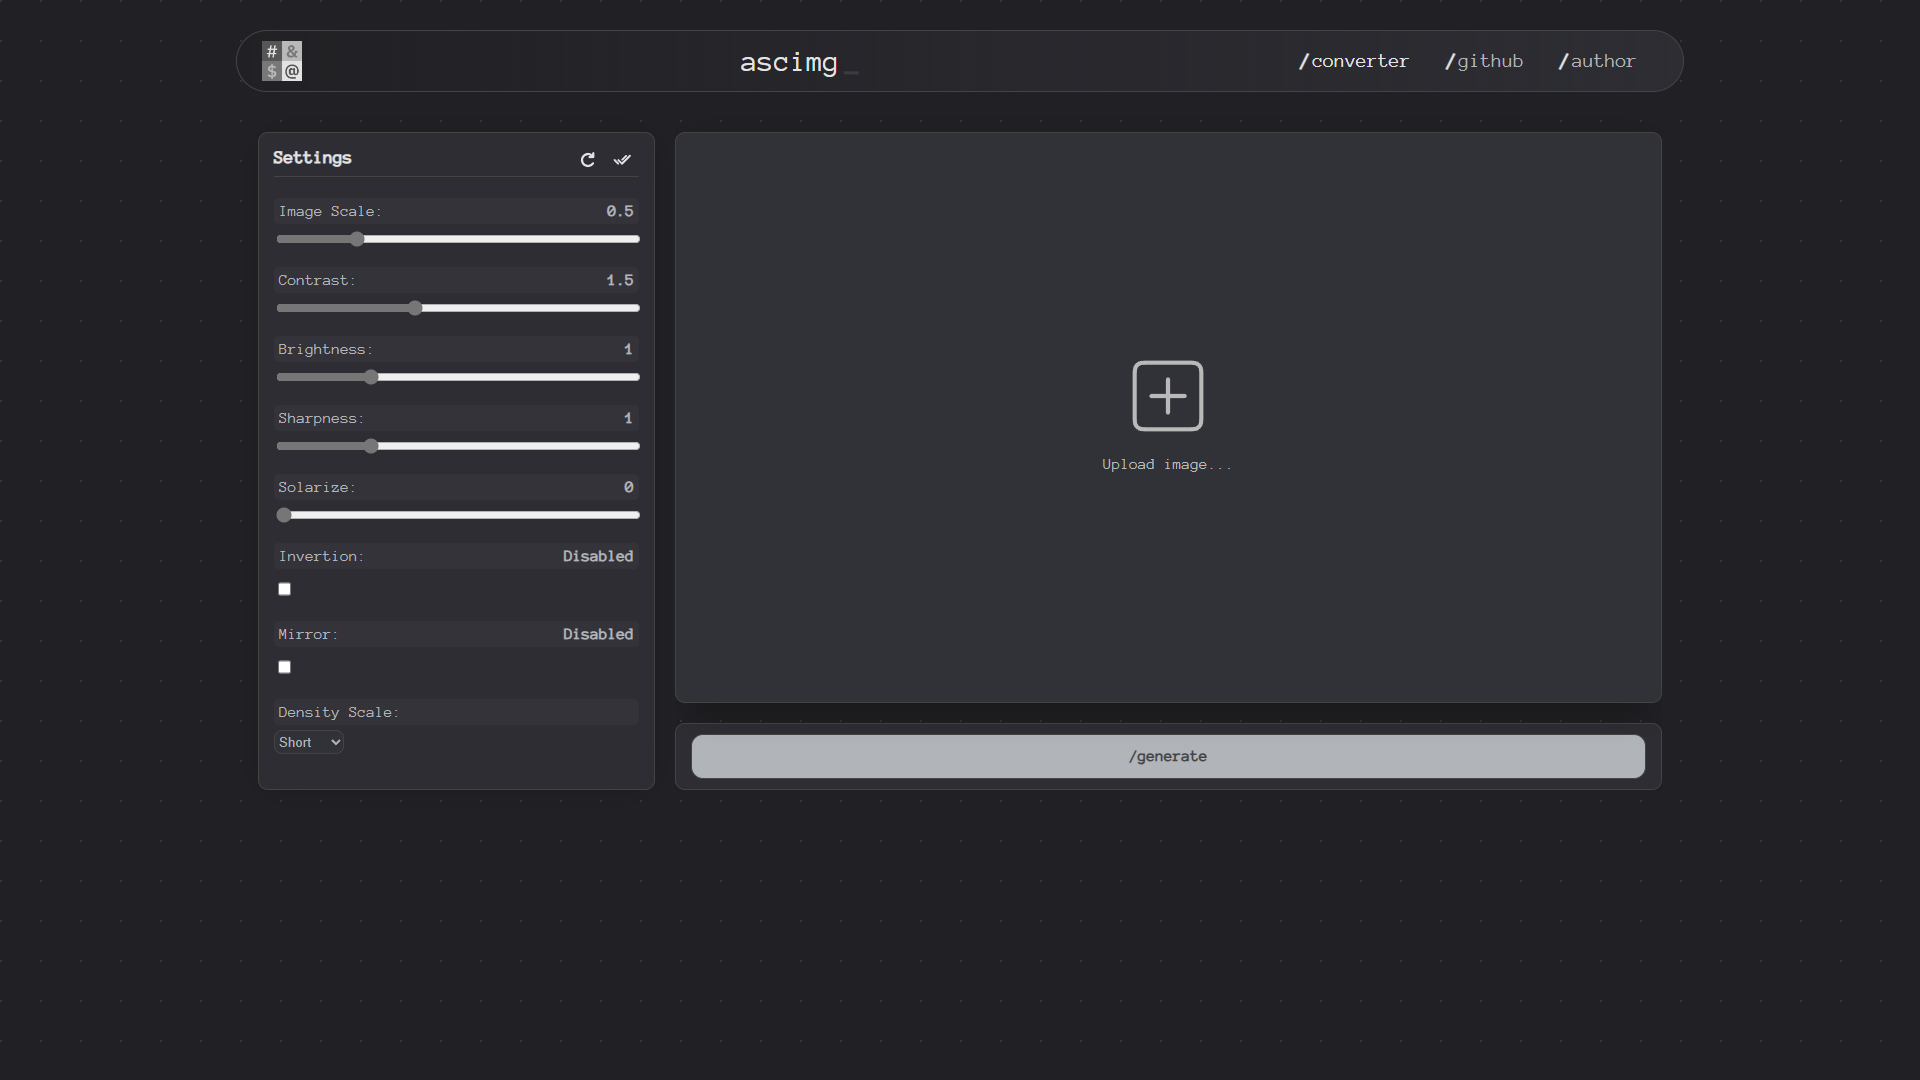 # &
$ @
ascimg_
/converter /github /author
Settings
Image Scale: 0.5
Contrast: 1.5
Brightness: 1
Sharpness: 1
Solarize: 0
Invertion: Disabled
Mirror: Disabled
Density Scale:
Short
Upload image...
/generate